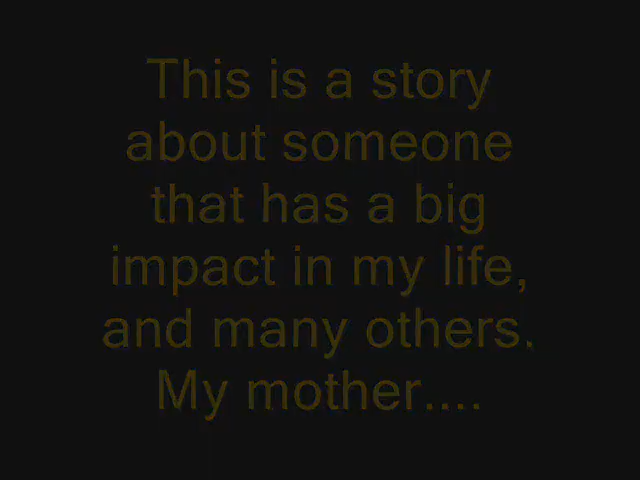 This is a story
about someone
that has a big
impact in my life,
and many others.
My mother....